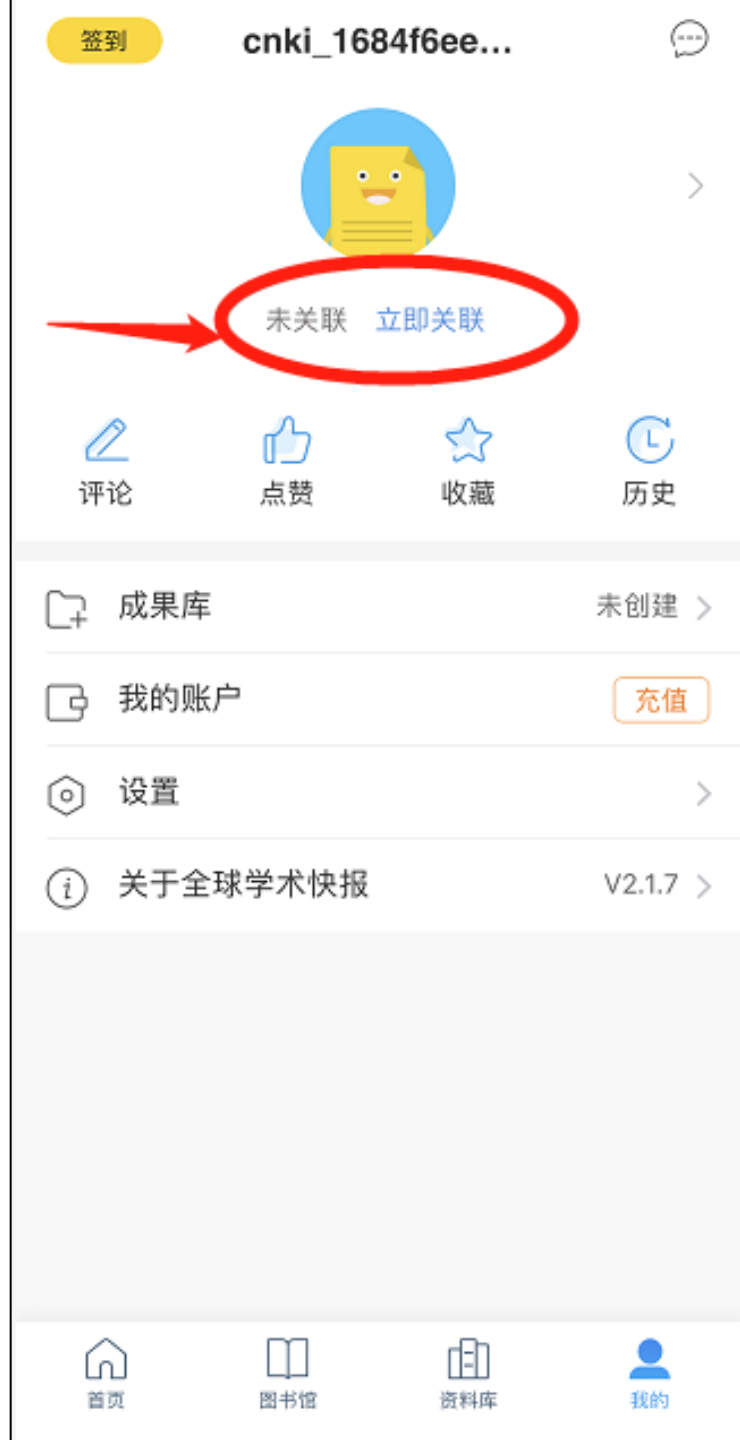 签到 cnki_1684f6ee...
未关联 立即关联
评论 点赞 收藏 历史
成果库 未创建
我的账户 充值
设置
关于全球学术快报 V2.1.7
首页 图书馆 资料库 我的